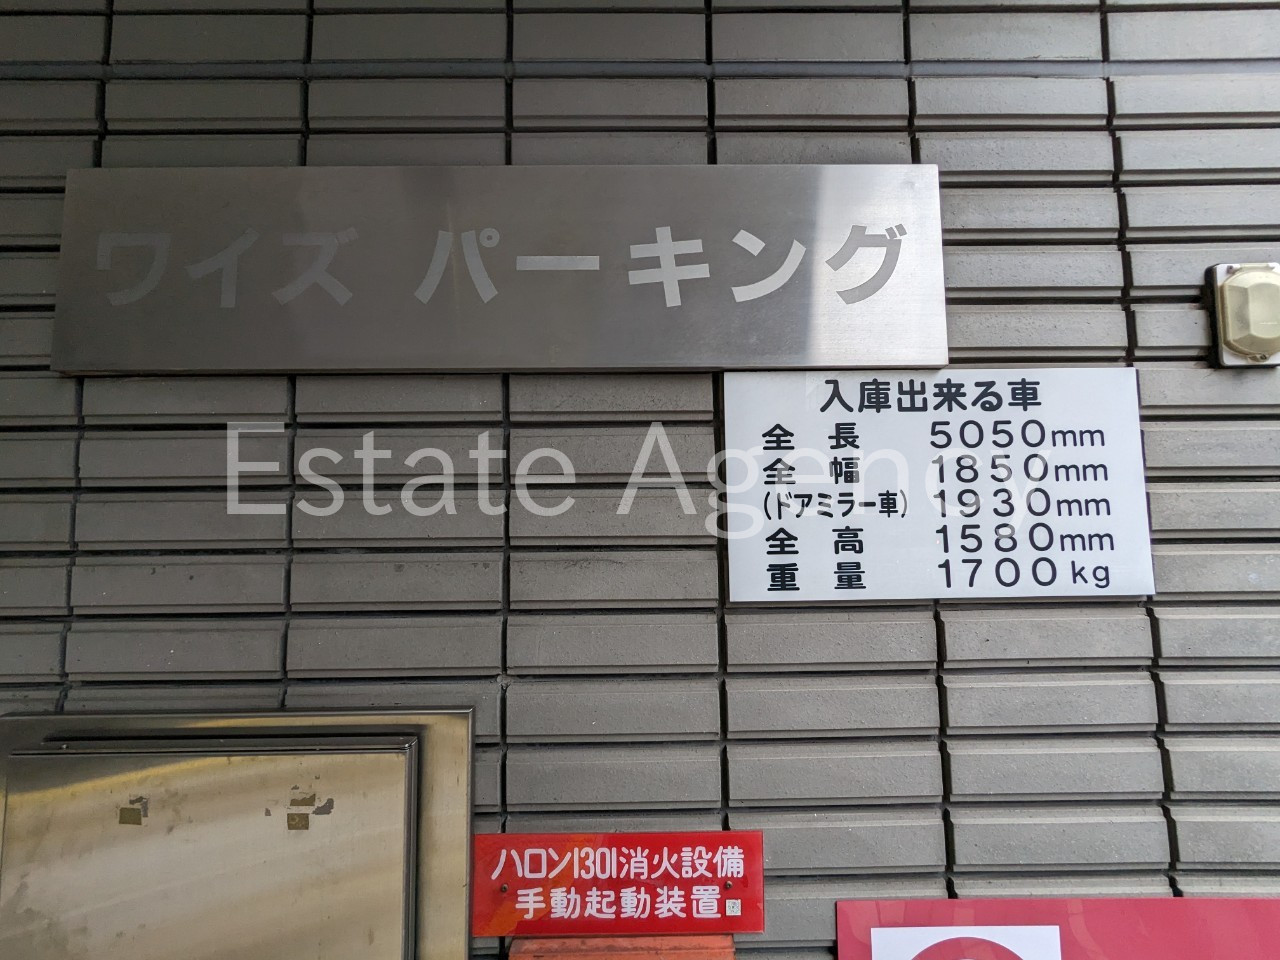 ワイズ パーキング
入庫出来る車
全 長 5050mm
全 幅 1850mm
(ドアミラー車) 1930mm
全 高 1580mm
重 量 1700kg
Estate Agency
ハロン1301消火設備
手動起動装置